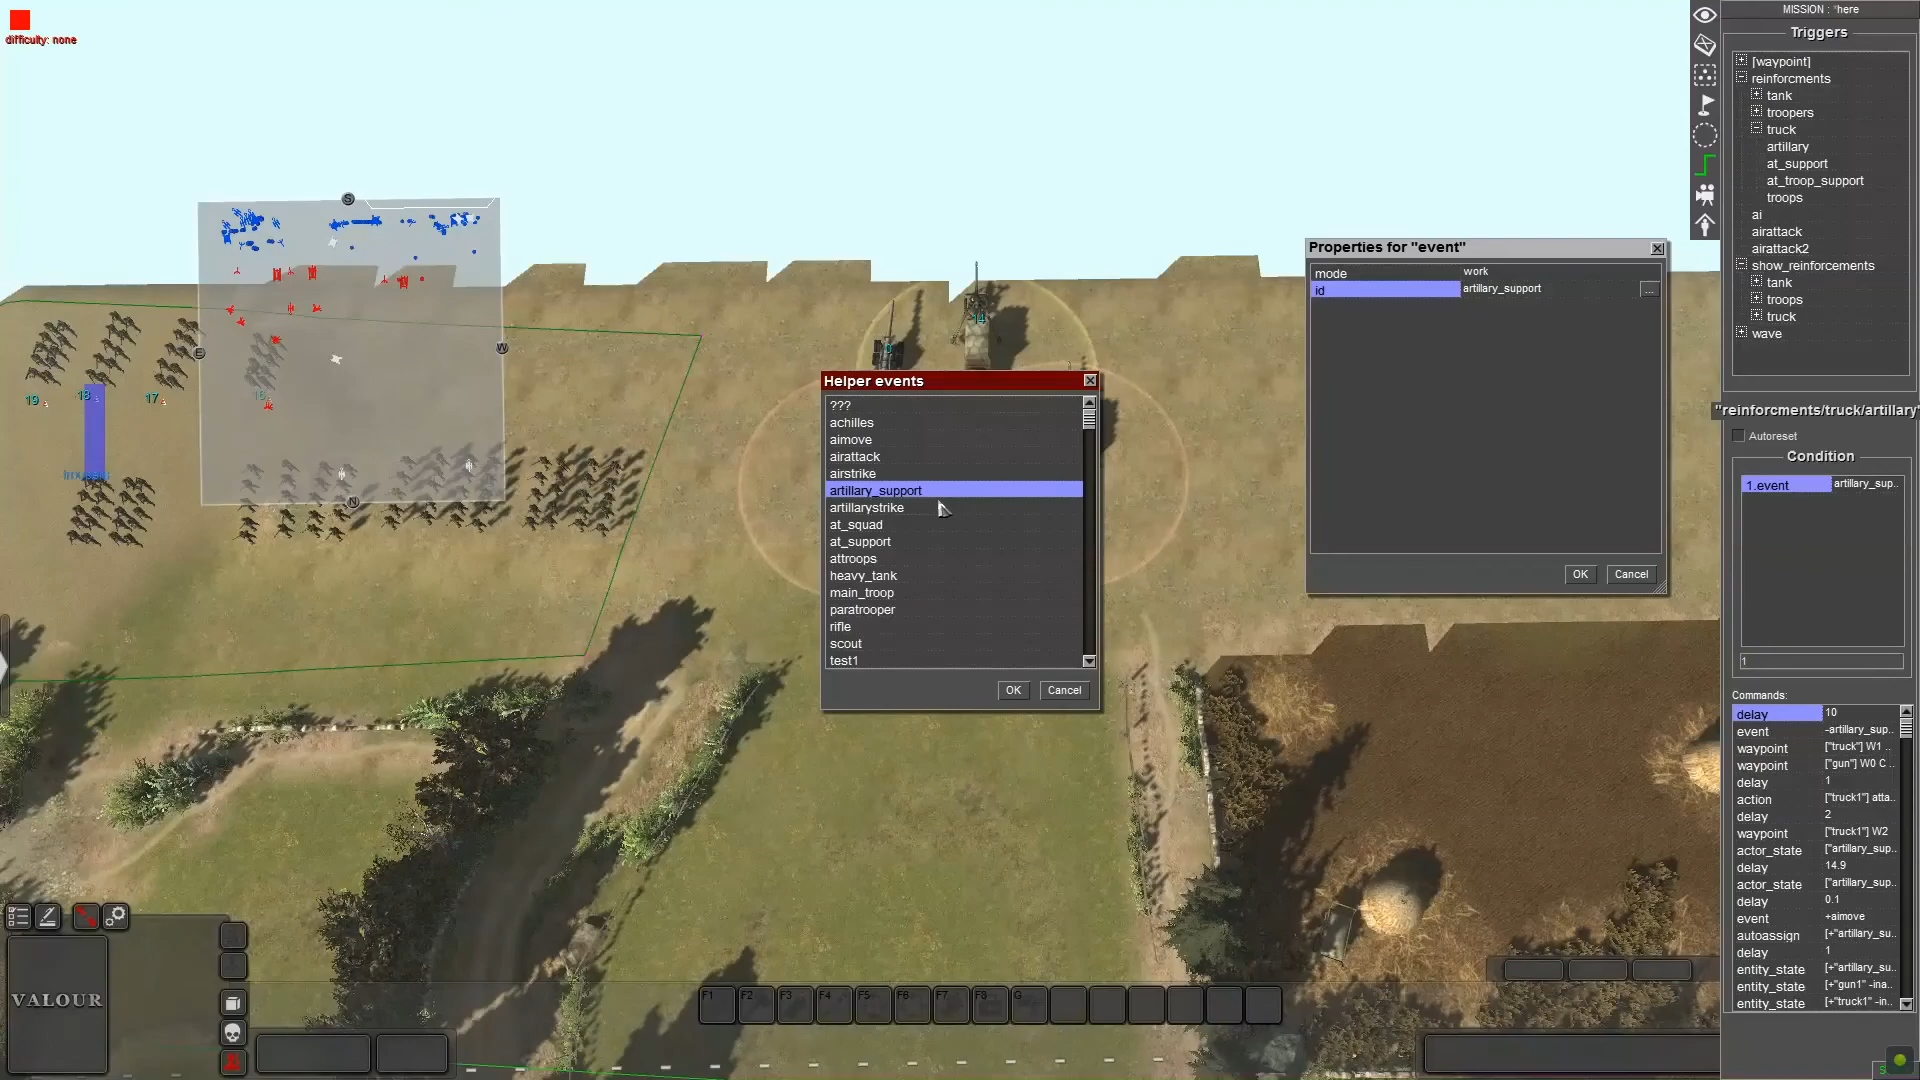 difficulty: none
S
E
W
N
19
18
17
16
14
0
VALOUR
F1
F2
F3
F4
F5
F6
F7
F8
G
Helper events
???
achilles
aimove
airattack
airstrike
artillary_support
artillarystrike
at_squad
at_support
attroops
heavy_tank
main_troop
paratrooper
rifle
scout
test1
OK Cancel
Properties for "event"
mode work
id artillary_support ...
OK Cancel
MISSION : *here
Triggers
[waypoint]
reinforcments
tank
troopers
truck
artillary
at_support
at_troop_support
troops
ai
airattack
airattack2
show_reinforcements
tank
troops
truck
wave
"reinforcments/truck/artillary"
Autoreset
Condition
1.event artillary_sup..
1
Commands:
delay 10
event -artillary_sup..
waypoint ["truck"] W1 ..
waypoint ["gun"] W0 C ..
delay 1
action ["truck1"] atta..
delay 2
waypoint ["truck1"] W2
actor_state ["artillary_sup..
delay 14.9
actor_state ["artillary_sup..
delay 0.1
event +aimove
autoassign [+"artillary_su..
delay 1
entity_state [+"artillary_su..
entity_state [+"gun1" -ina..
entity_state [+"truck1" -in..